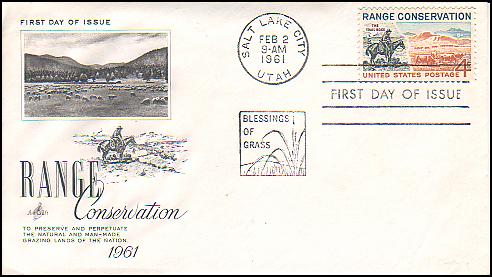 FIRST DAY OF ISSUE
SALT LAKE CITY
FEB 2
9-AM
1961
UTAH
RANGE CONSERVATION
THE
TRAIL BOSS
UNITED STATES POSTAGE 4¢
FIRST DAY OF ISSUE
BLESSINGS
OF
GRASS
RANGE
Conservation
TO PRESERVE AND PERPETUATE
THE NATURAL AND MAN-MADE
GRAZING LANDS OF THE NATION
1961